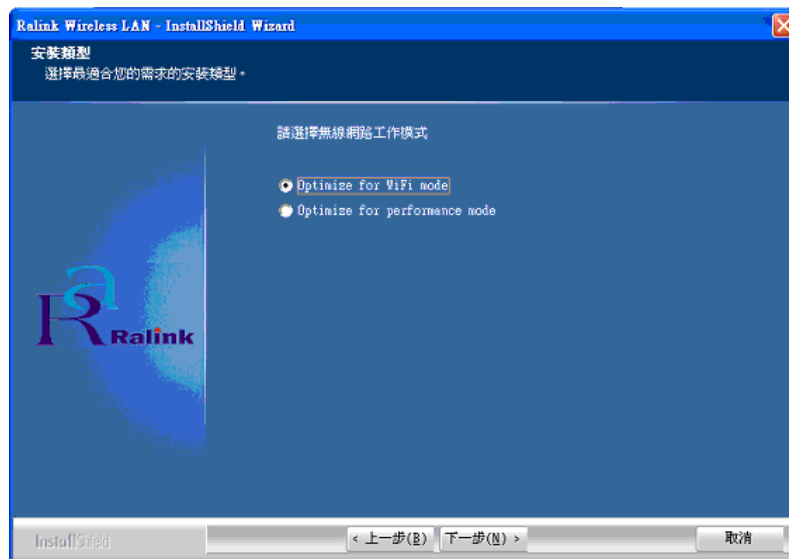 Ralink Wireless LAN - InstallShield Wizard
安裝類型
選擇最適合您的需求的安裝類型。
請選擇無線網路工作模式
Optimize for WiFi mode
Optimize for performance mode
Ra
Ralink
InstallShield
< 上一步(B)
下一步(N) >
取消